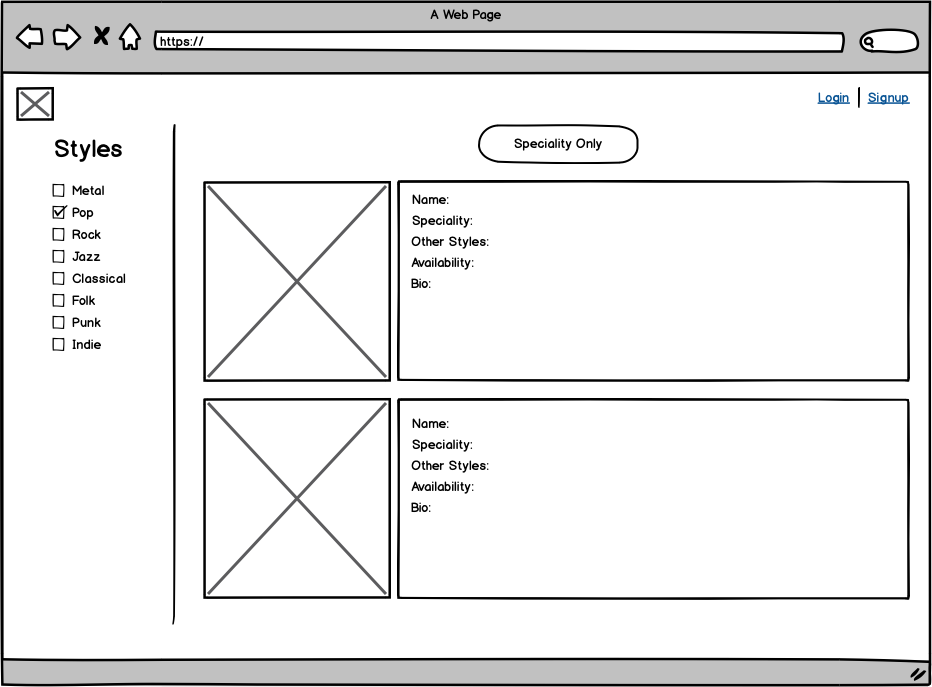 A Web Page
https://
Login
Signup
Styles
Speciality Only
Metal
Pop
Rock
Jazz
Classical
Folk
Punk
Indie
Name:
Speciality:
Other Styles:
Availability:
Bio:
Name:
Speciality:
Other Styles:
Availability:
Bio: